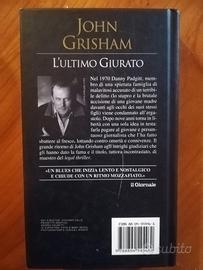 JOHN
GRISHAM
L'ULTIMO GIURATO
Nel 1970 Danny Padgitt, mem-
bro di una spietata famiglia di
malavitosi accusato di un terribi-
le delitto (lo stupro e la brutale
uccisione di una giovane madre
davanti agli occhi dei suoi stessi
figli) viene condannato all'erga-
stolo. Dopo nove anni torna in li-
bertà con una sola idea in testa:
farla pagare al giovane e presun-
tuoso giornalista che l'ha fatto
sbattere al fresco. Lottando contro omertà e connivenze. Il
grande ritorno di John Grisham agli intrighi processuali che
gli hanno dato la fama e il titolo, tuttora incontrastato, di
maestro del legal thriller.
«UN BLUES CHE INIZIA LENTO E NOSTALGICO
E CHIUDE CON UN RITMO MOZZAFIATO.»
il Giornale
Subito